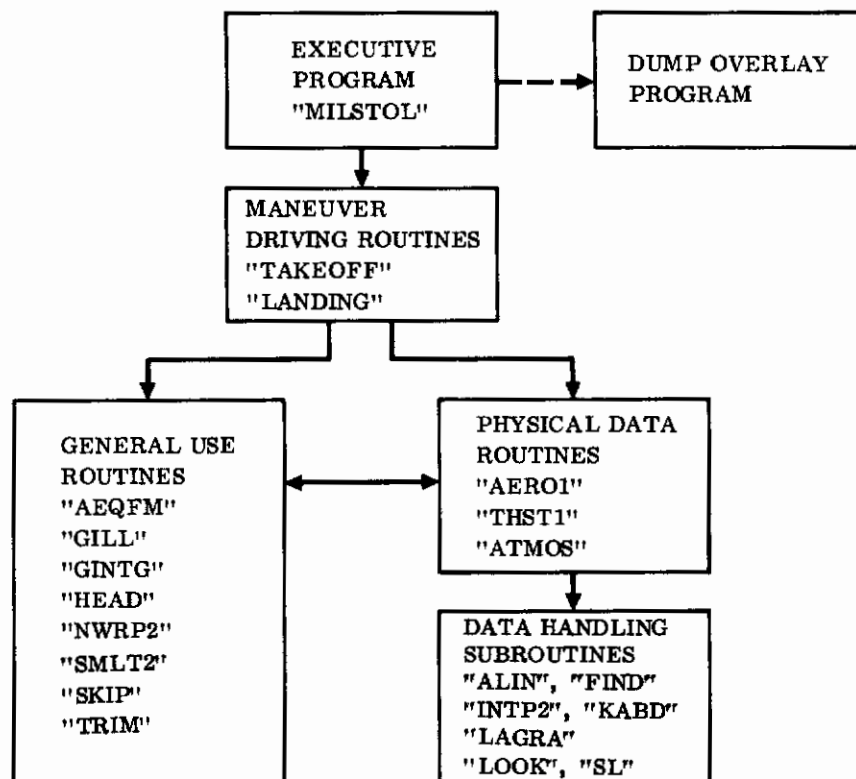 EXECUTIVE
PROGRAM
"MILSTOL"
DUMP OVERLAY
PROGRAM
MANEUVER
DRIVING ROUTINES
"TAKEOFF"
"LANDING"
GENERAL USE
ROUTINES
"AEQFM"
"GILL"
"GINTG"
"HEAD"
"NWRP2"
"SMLT2"
"SKIP"
"TRIM"
PHYSICAL DATA
ROUTINES
"AERO1"
"THST1"
"ATMOS"
DATA HANDLING
SUBROUTINES
"ALIN", "FIND"
"INTP2", "KABD"
"LAGRA"
"LOOK", "SL"